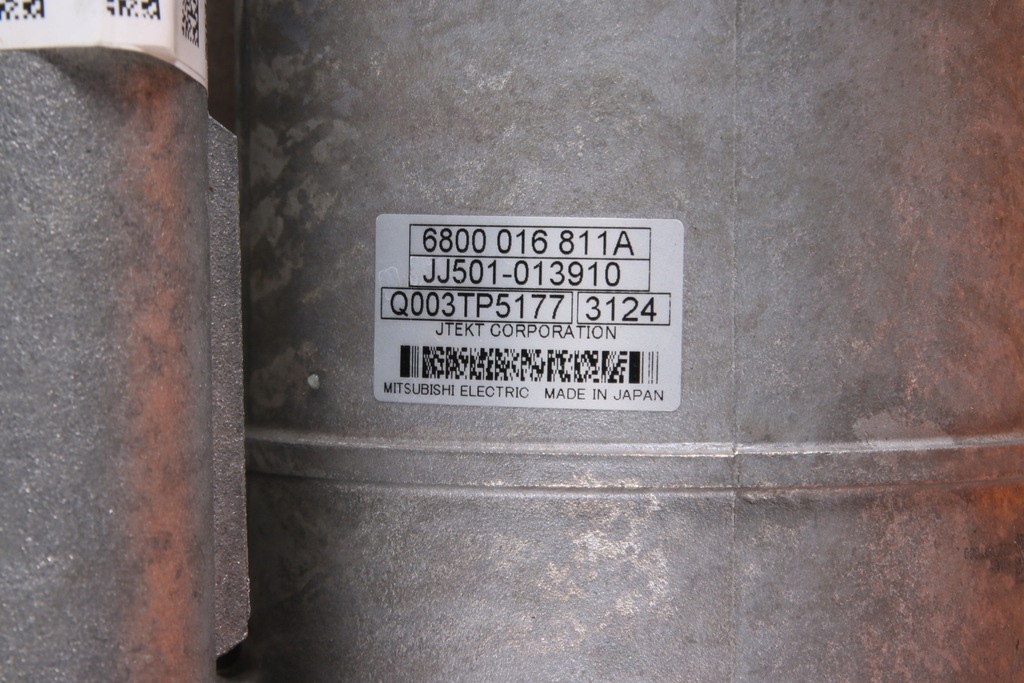 6800 016 811A
JJ501-013910
Q003TP5177 3124
JTEKT CORPORATION
MITSUBISHI ELECTRIC MADE IN JAPAN